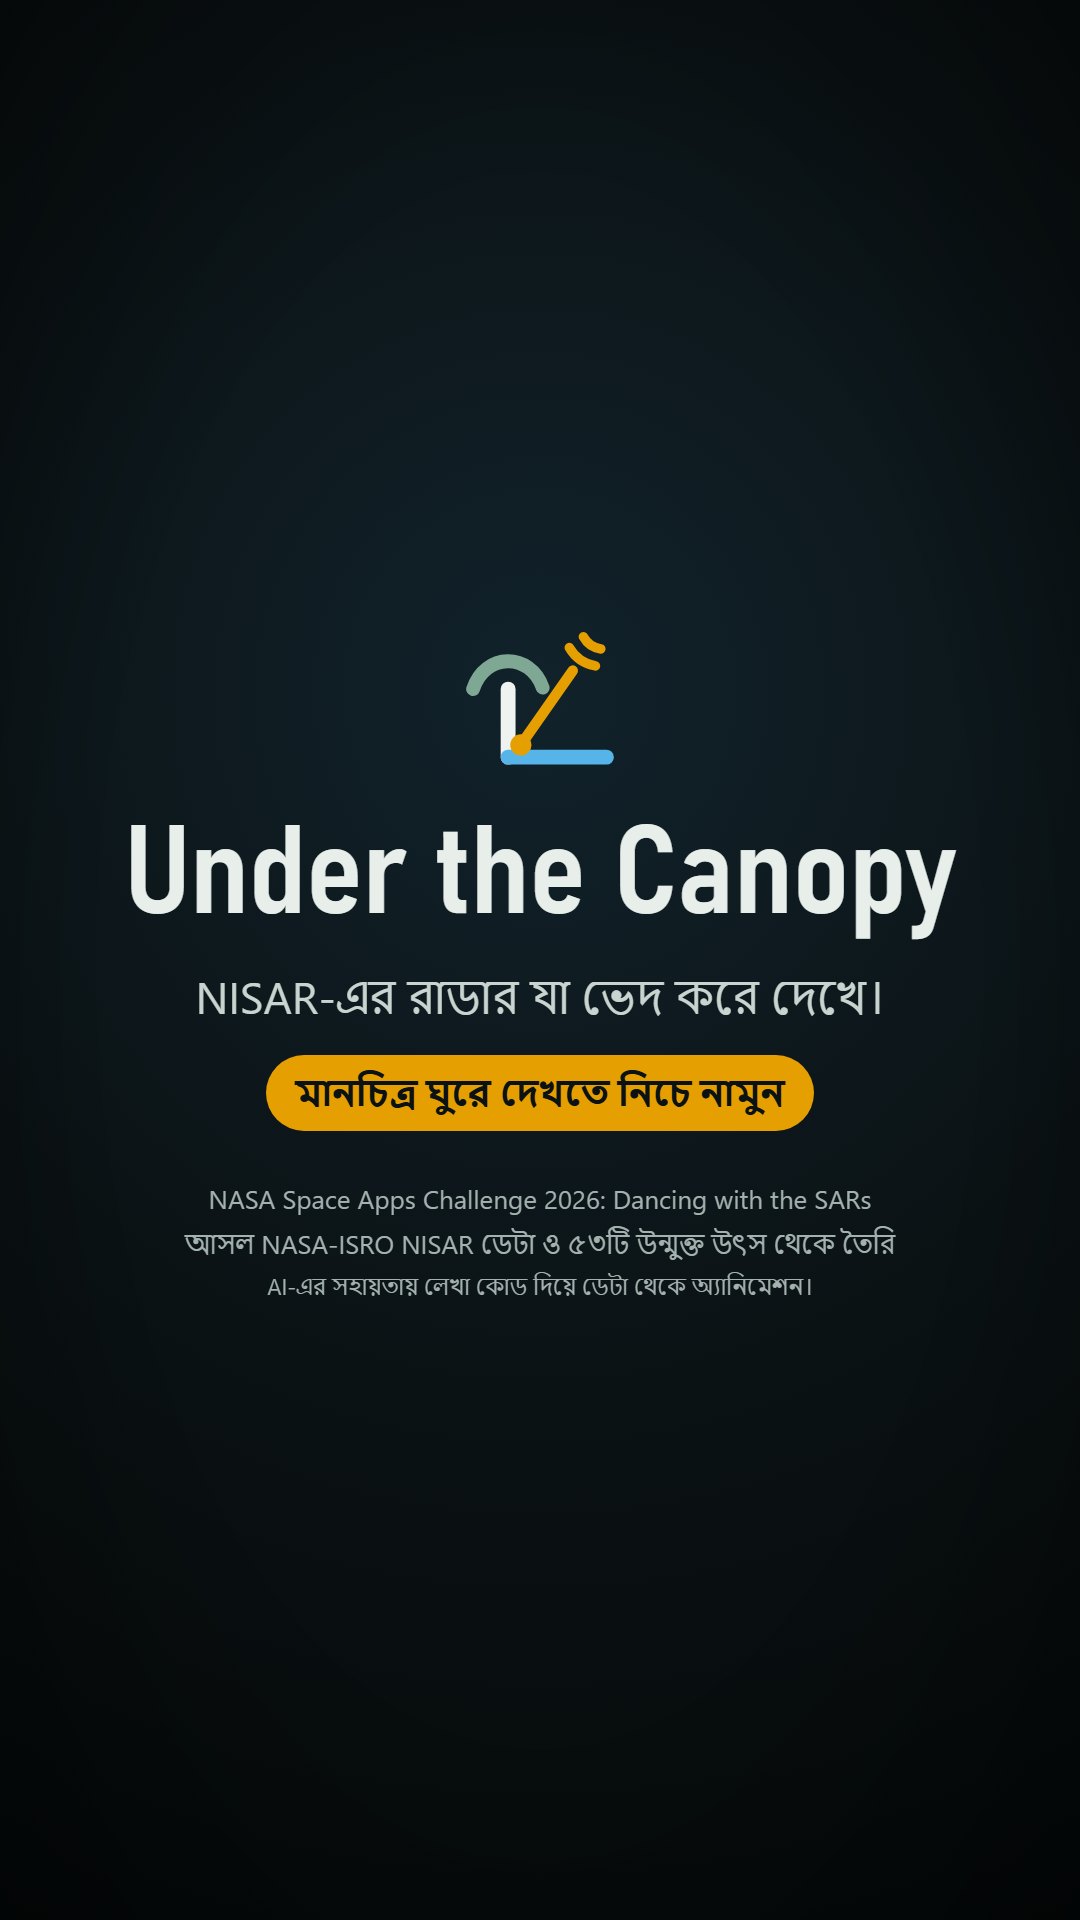 Under the Canopy
NISAR-এর রাডার যা ভেদ করে দেখে।
মানচিত্র ঘুরে দেখতে নিচে নামুন
NASA Space Apps Challenge 2026: Dancing with the SARs
আসল NASA-ISRO NISAR ডেটা ও ৫৩টি উন্মুক্ত উৎস থেকে তৈরি
AI-এর সহায়তায় লেখা কোড দিয়ে ডেটা থেকে অ্যানিমেশন।